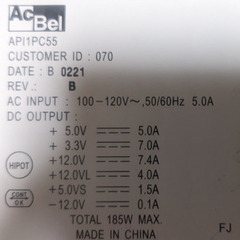 AcBel
API1PC55
CUSTOMER ID : 070
DATE : B 0221
REV.: B
AC INPUT : 100-120V~,50/60Hz 5.0A
DC OUTPUT :
+ 5.0V 5.0A
+ 3.3V 7.0A
HIPOT +12.0V 7.4A
+12.0VL 4.0A
CONT OK +5.0VS 1.5A
-12.0V 0.1A
TOTAL 185W MAX.
MADE IN CHINA FJ